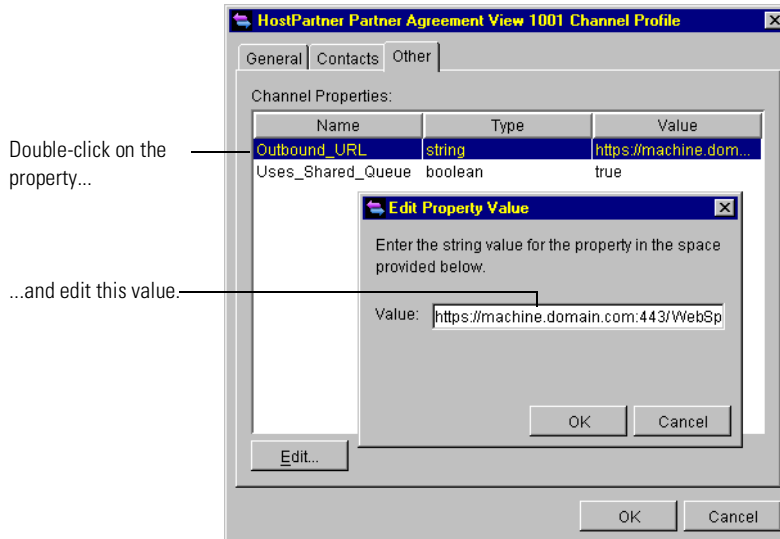 HostPartner Partner Agreement View 1001 Channel Profile
General Contacts Other
Channel Properties:
Name Type Value
Double-click on the
property...
Outbound_URL string https://machine.dom...
Uses_Shared_Queue boolean true
Edit Property Value
Enter the string value for the property in the space
provided below.
...and edit this value.
Value: https://machine.domain.com:443/WebSp
OK Cancel
Edit...
OK Cancel